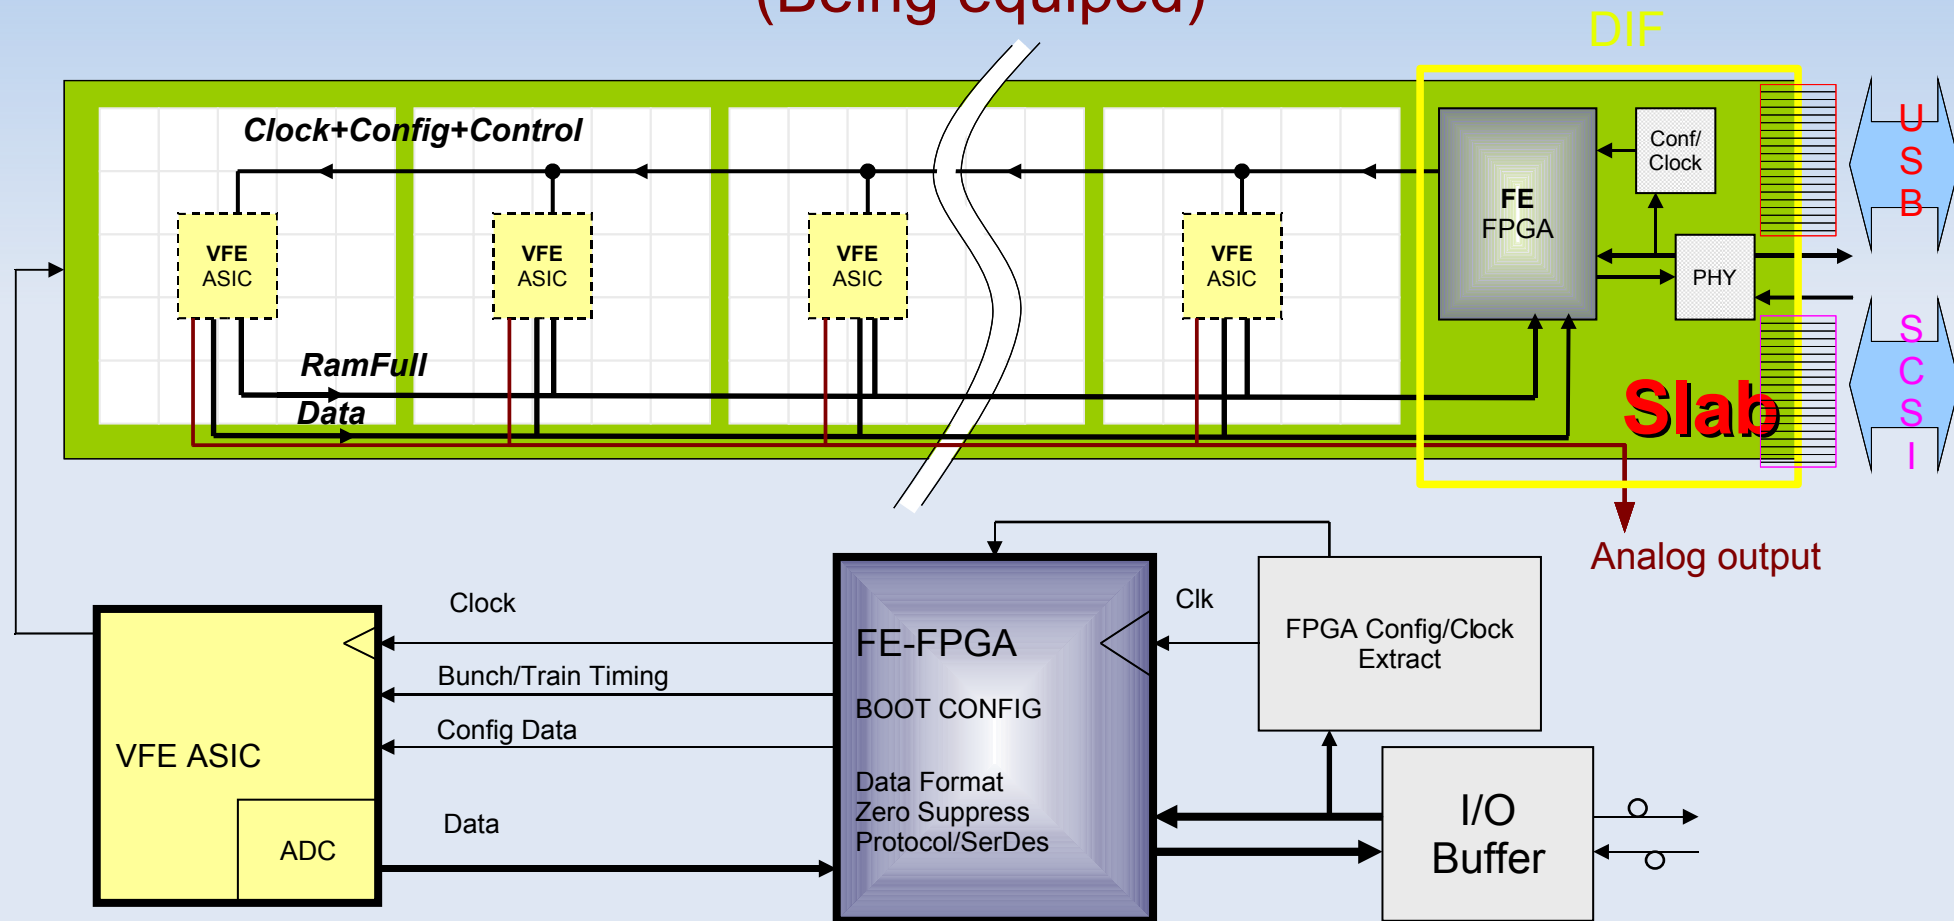 (Being equiped)
DIF
Clock+Config+Control
Conf/
Clock
U
S
B
FE
FPGA
VFE
ASIC
VFE
ASIC
VFE
ASIC
VFE
ASIC
PHY
RamFull
Data
Slab
S
C
S
I
Analog output
Clock
Clk
FE-FPGA
FPGA Config/Clock
Extract
Bunch/Train Timing
BOOT CONFIG
Config Data
VFE ASIC
Data Format
Zero Suppress
Protocol/SerDes
I/O
Buffer
Data
ADC